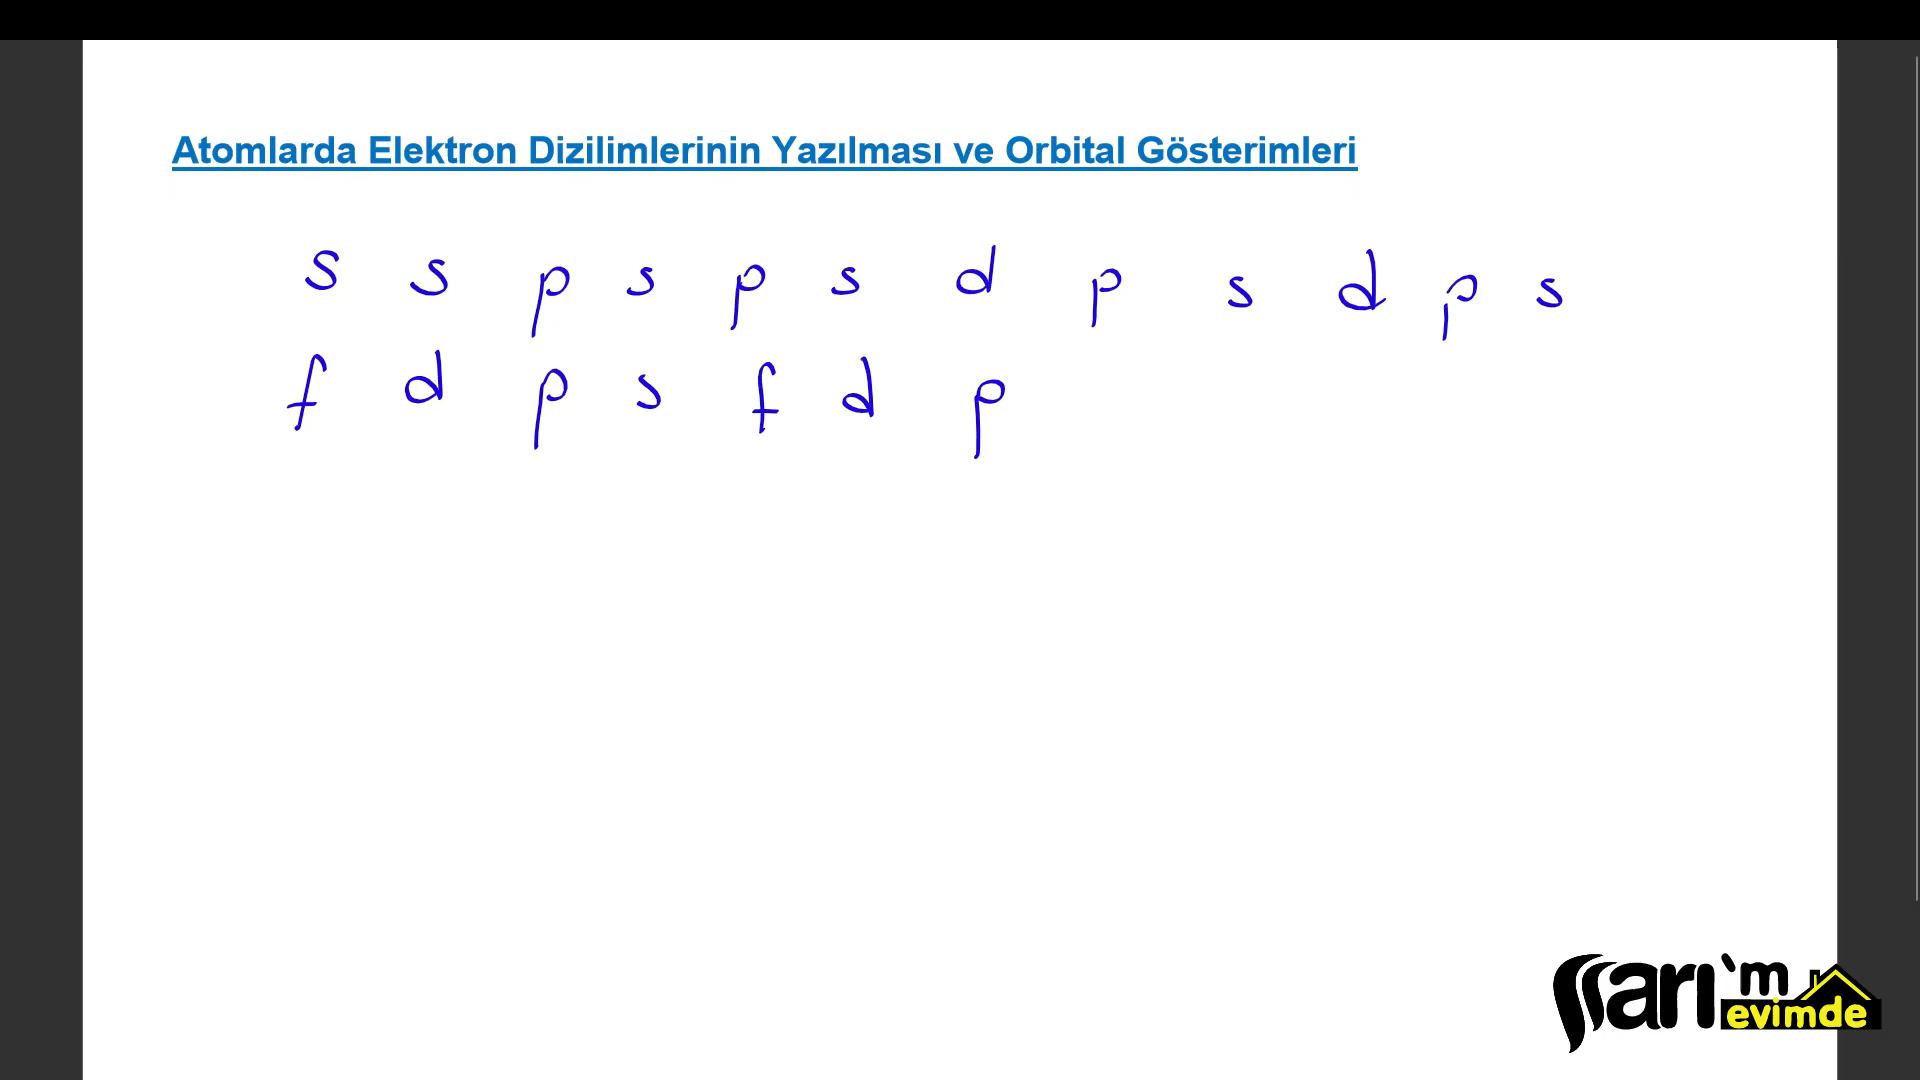 Atomlarda Elektron Dizilimlerinin Yazılması ve Orbital Gösterimleri
s s p s p s d p s d p s
f d p s f d p
sarı'm
evimde